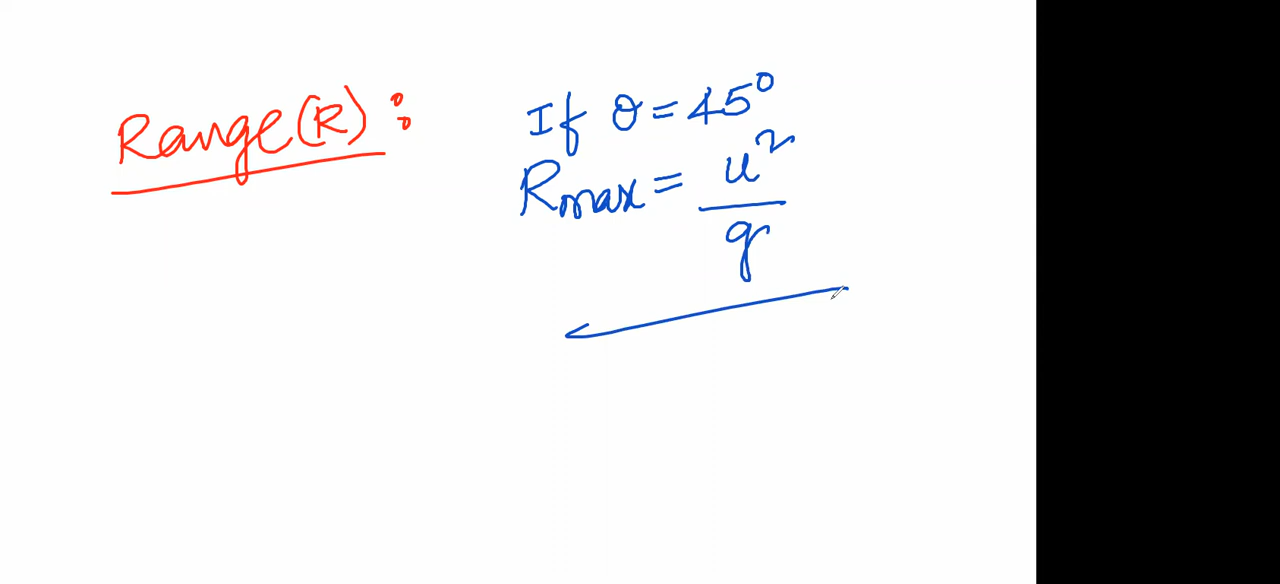 Range(R) :
If θ = 45°
Rmax = u²/g